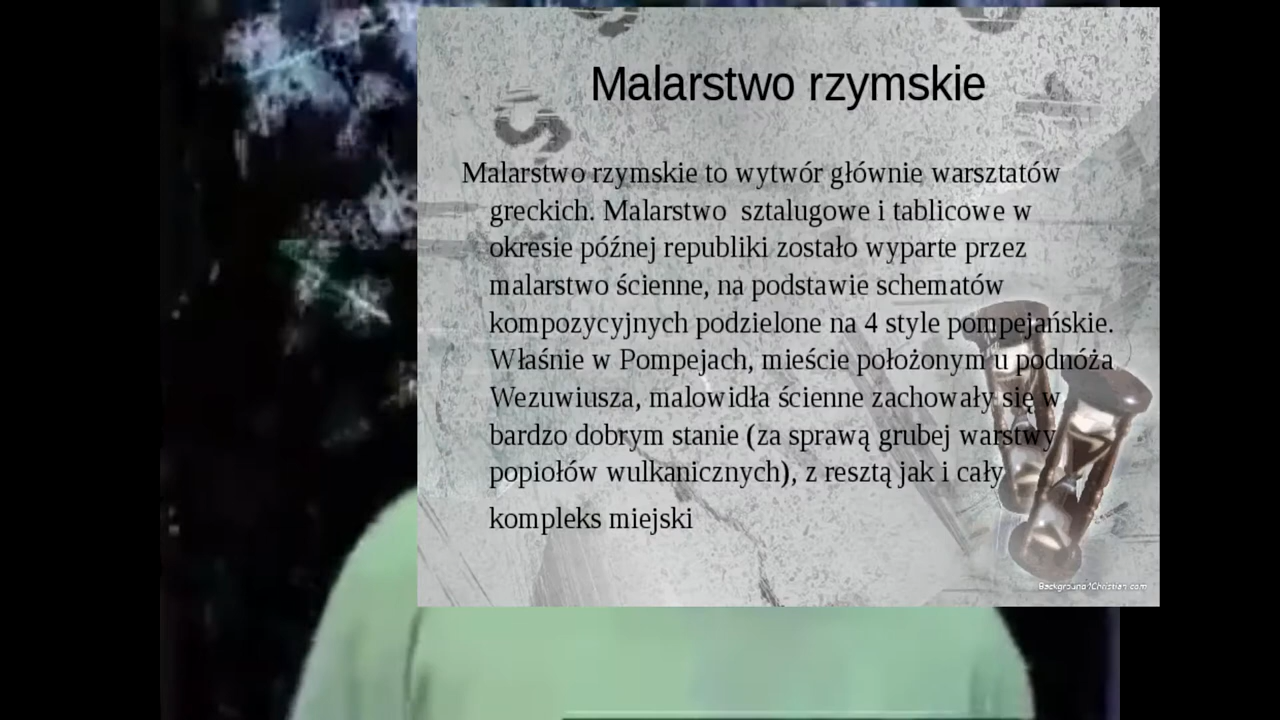 Malarstwo rzymskie
Malarstwo rzymskie to wytwór głównie warsztatów
greckich. Malarstwo  sztalugowe i tablicowe w
okresie późnej republiki zostało wyparte przez
malarstwo ścienne, na podstawie schematów
kompozycyjnych podzielone na 4 style pompejańskie.
Właśnie w Pompejach, mieście położonym u podnóża
Wezuwiusza, malowidła ścienne zachowały się w
bardzo dobrym stanie (za sprawą grubej warstwy
popiołów wulkanicznych), z resztą jak i cały
kompleks miejski
Background4Christian.com